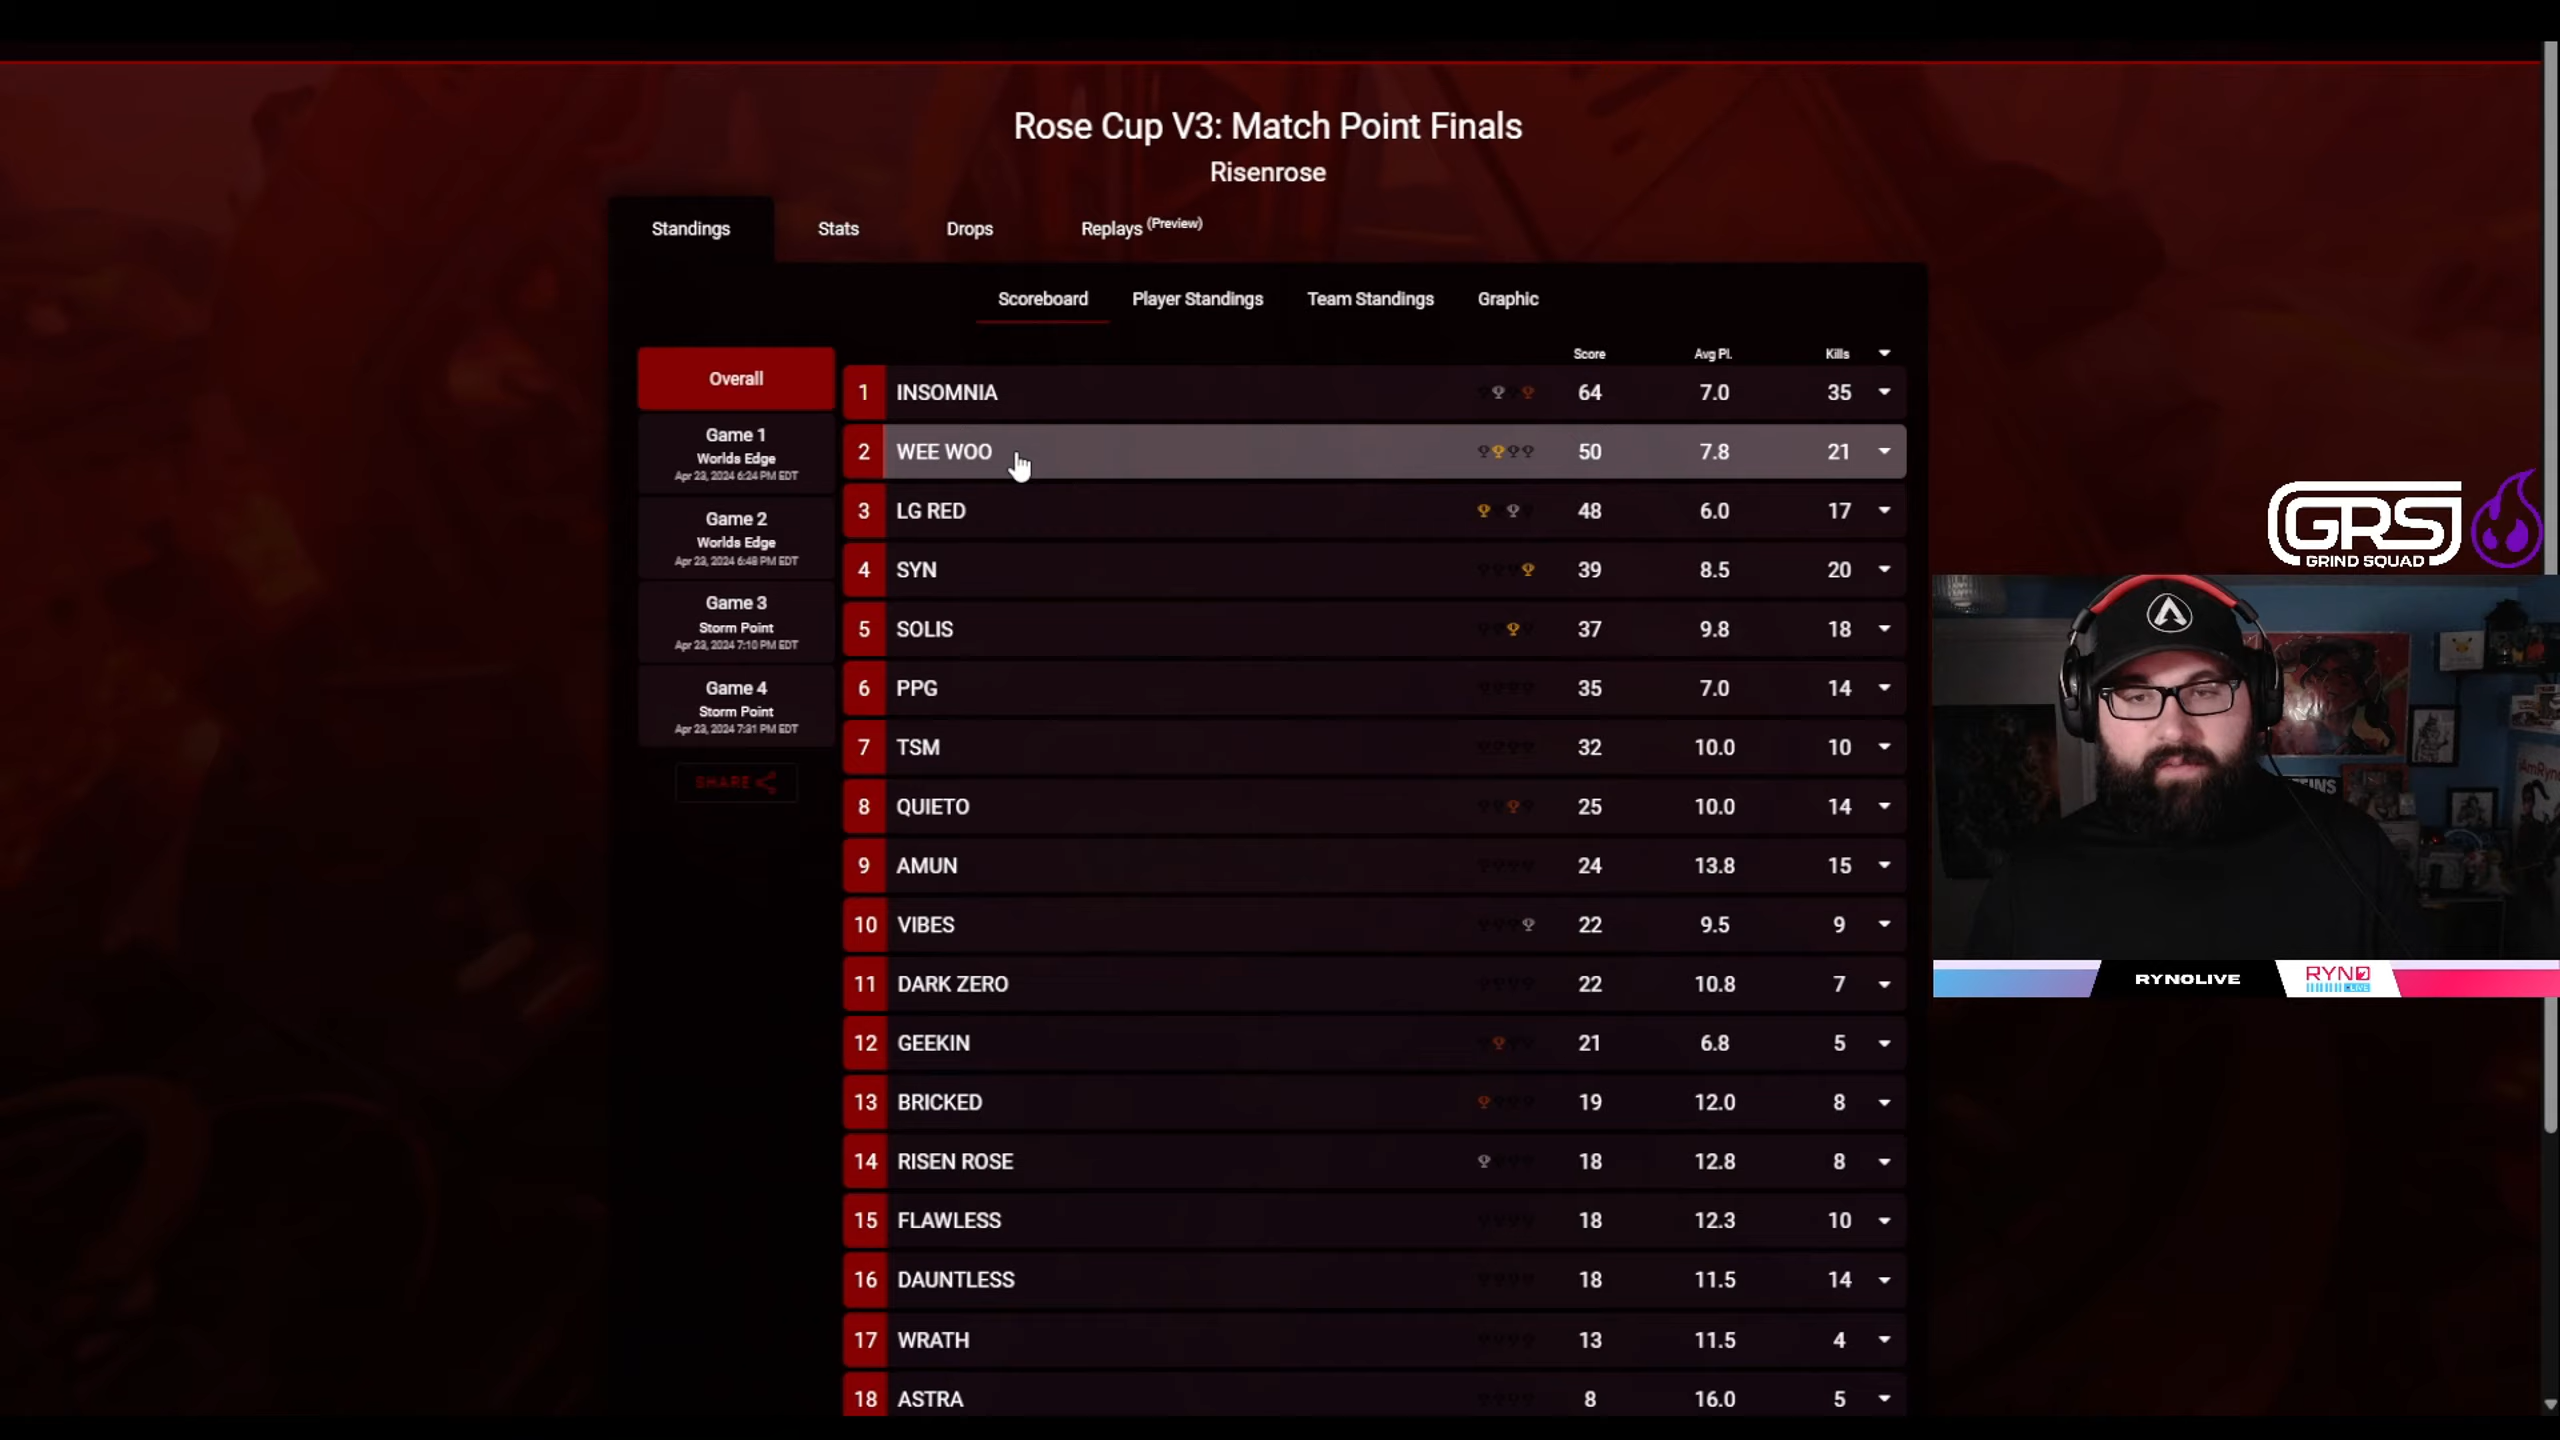 Rose Cup V3: Match Point Finals
Risenrose
Standings Stats Drops Replays (Preview)
Scoreboard Player Standings Team Standings Graphic
Score Avg Pl. Kills
Overall
Game 1
Worlds Edge
Apr 23, 2024 6:24 PM EDT
Game 2
Worlds Edge
Apr 23, 2024 6:48 PM EDT
Game 3
Storm Point
Apr 23, 2024 7:10 PM EDT
Game 4
Storm Point
Apr 23, 2024 7:31 PM EDT
SHARE
1 INSOMNIA 64 7.0 35
2 WEE WOO 50 7.8 21
3 LG RED 48 6.0 17
4 SYN 39 8.5 20
5 SOLIS 37 9.8 18
6 PPG 35 7.0 14
7 TSM 32 10.0 10
8 QUIETO 25 10.0 14
9 AMUN 24 13.8 15
10 VIBES 22 9.5 9
11 DARK ZERO 22 10.8 7
12 GEEKIN 21 6.8 5
13 BRICKED 19 12.0 8
14 RISEN ROSE 18 12.8 8
15 FLAWLESS 18 12.3 10
16 DAUNTLESS 18 11.5 14
17 WRATH 13 11.5 4
18 ASTRA 8 16.0 5
GRS
GRIND SQUAD
RYNOLIVE
RYNO
LIVE